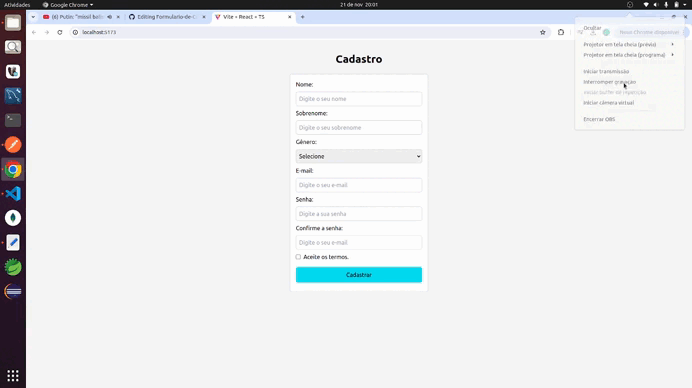 Atividades
Google Chrome
21 de nov 20:01
(6) Putin: "míssil balís
Editing Formulario-de-C
Vite + React + TS
localhost:5173
Novo Chrome disponível
Ocultar
Projetor em tela cheia (prévia)
Projetor em tela cheia (programa)
Iniciar transmissão
Interromper gravação
Iniciar buffer de repetição
Iniciar câmera virtual
Encerrar OBS
Cadastro
Nome:
Digite o seu nome
Sobrenome:
Digite o seu sobrenome
Gênero:
Selecione
E-mail:
Digite o seu e-mail
Senha:
Digite a sua senha
Confirme a senha:
Digite o seu e-mail
Aceite os termos.
Cadastrar